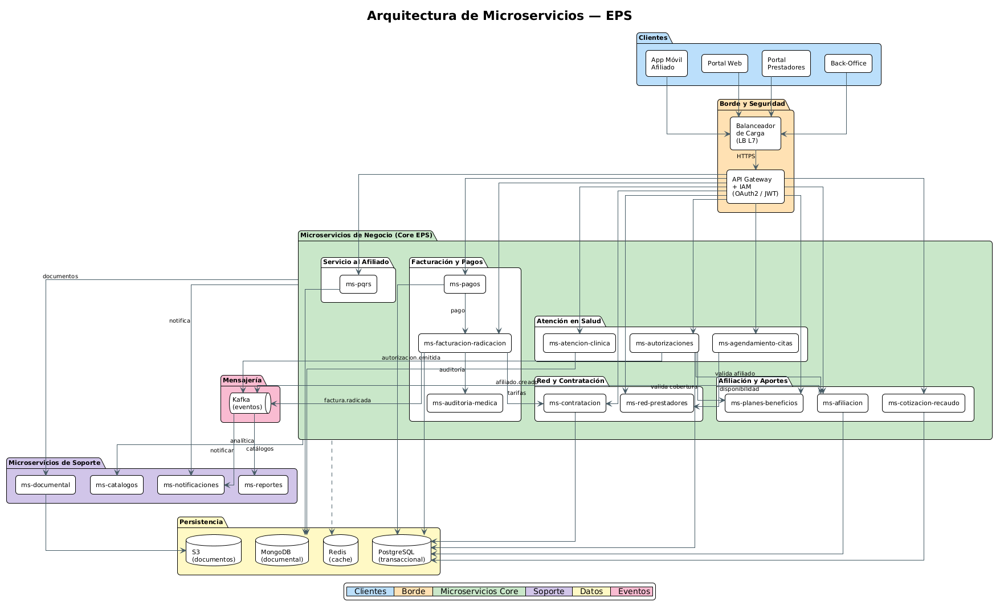 Arquitectura de Microservicios — EPS
Clientes
App Móvil
Afiliado
Portal Web
Portal
Prestadores
Back-Office
Borde y Seguridad
Balanceador
de Carga
(LB L7)
HTTPS
API Gateway
+ IAM
(OAuth2 / JWT)
Microservicios de Negocio (Core EPS)
Servicio al Afiliado
ms-pqrs
Facturación y Pagos
ms-pagos
pago
ms-facturacion-radicacion
auditoría
ms-auditoria-medica
Atención en Salud
ms-atencion-clinica
ms-autorizaciones
ms-agendamiento-citas
Red y Contratación
ms-contratacion
ms-red-prestadores
Afiliación y Aportes
ms-planes-beneficios
ms-afiliacion
ms-cotizacion-recaudo
documentos
notifica
autorizacion.emitida
afiliado.creado
tarifas
valida afiliado
valida cobertura
disponibilidad
factura.radicada
Mensajería
Kafka
(eventos)
analítica
notificar
catálogos
Microservicios de Soporte
ms-documental
ms-catalogos
ms-notificaciones
ms-reportes
Persistencia
S3
(documentos)
MongoDB
(documental)
Redis
(cache)
PostgreSQL
(transaccional)
Clientes
Borde
Microservicios Core
Soporte
Datos
Eventos